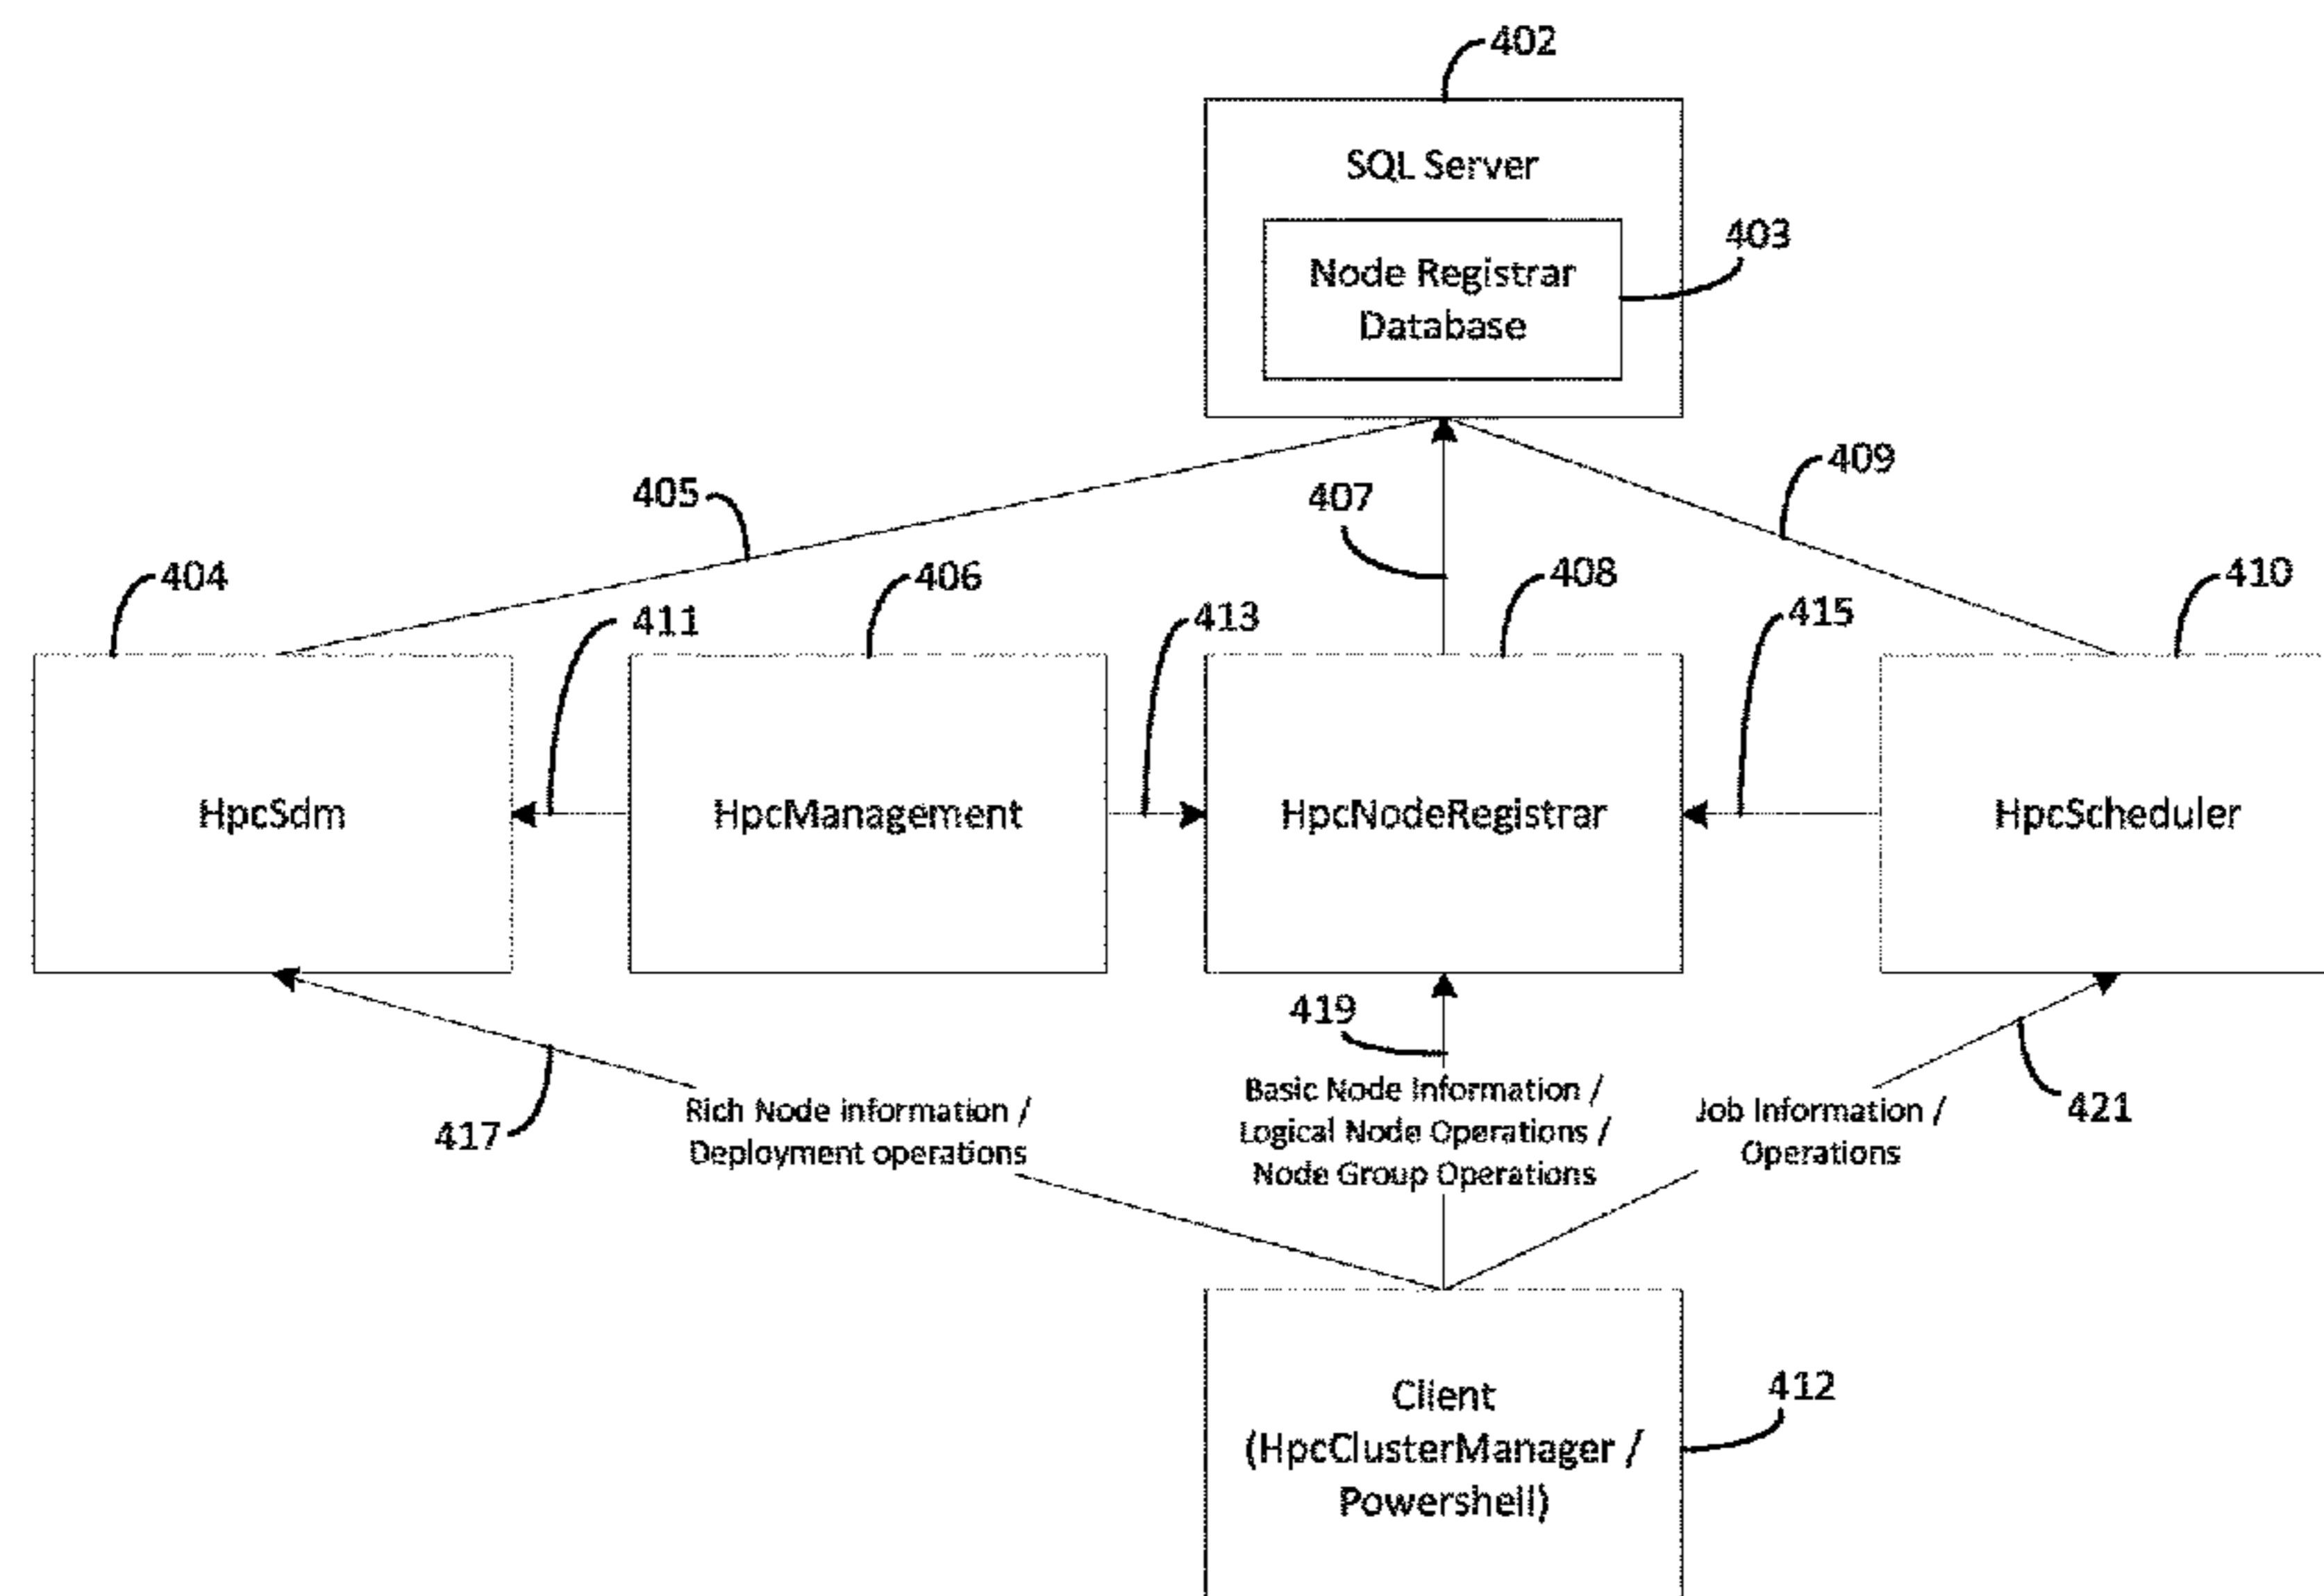 402
SQL Server
403
Node Registrar
Database
409
405
407
404
406
408
410
411
413
415
HpcSdm
HpcManagement
HpcNodeRegistrar
HpcScheduler
419
Basic Node Information /
Logical Node Operations /
Node Group Operations
Rich Node information /
Deployment operations
417
Job Information /
Operations
421
Client
(HpcClusterManager /
Powershell)
412